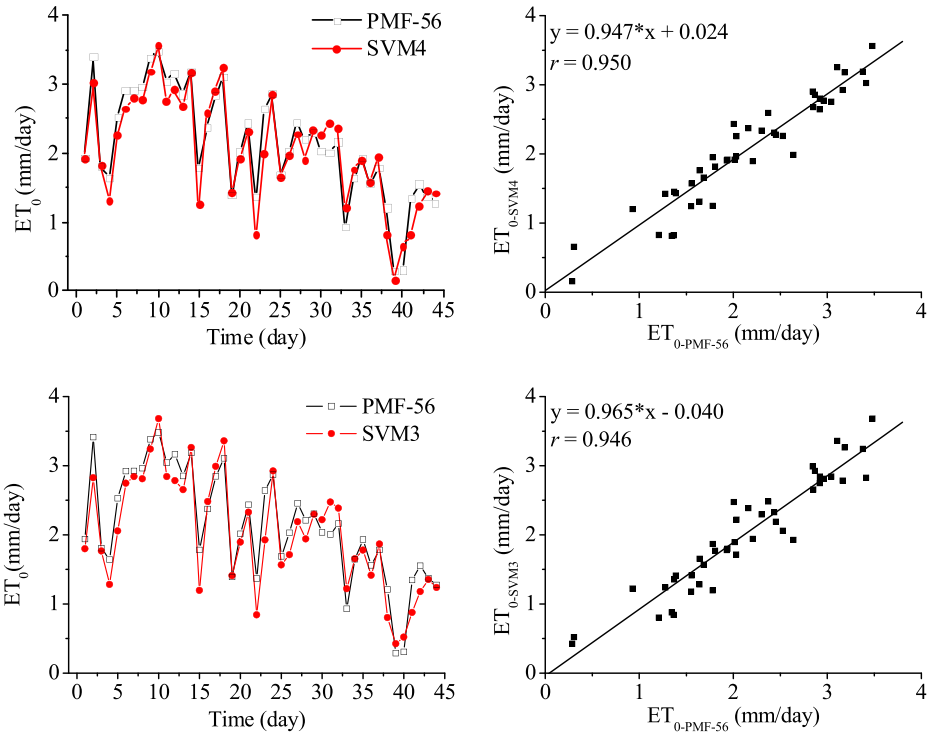 PMF-56
SVM4
ET0 (mm/day)
4
3
2
1
0
0 5 10 15 20 25 30 35 40 45
Time (day)
y = 0.947*x + 0.024
r = 0.950
ET0-SVM4 (mm/day)
4
3
2
1
0
0 1 2 3 4
ET0-PMF-56 (mm/day)
PMF-56
SVM3
ET0(mm/day)
4
3
2
1
0
0 5 10 15 20 25 30 35 40 45
Time (day)
y = 0.965*x - 0.040
r = 0.946
ET0-SVM3 (mm/day)
4
3
2
1
0
0 1 2 3 4
ET0-PMF-56 (mm/day)